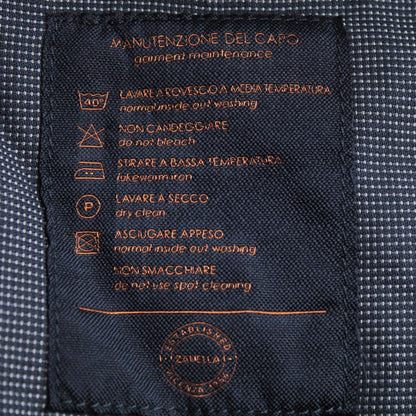 MANUTENZIONE DEL CAPO
garment maintenance
40°
LAVARE A ROVESCIO A MEDIA TEMPERATURA
normal inside out washing
NON CANDEGGIARE
do not bleach
STIRARE A BASSA TEMPERATURA
lukewarm iron
P
LAVARE A SECCO
dry clean
ASCIUGARE APPESO
normal inside out washing
NON SMACCHIARE
do not use spot cleaning
ESTABLISHED
ZANELLA
VICENZA